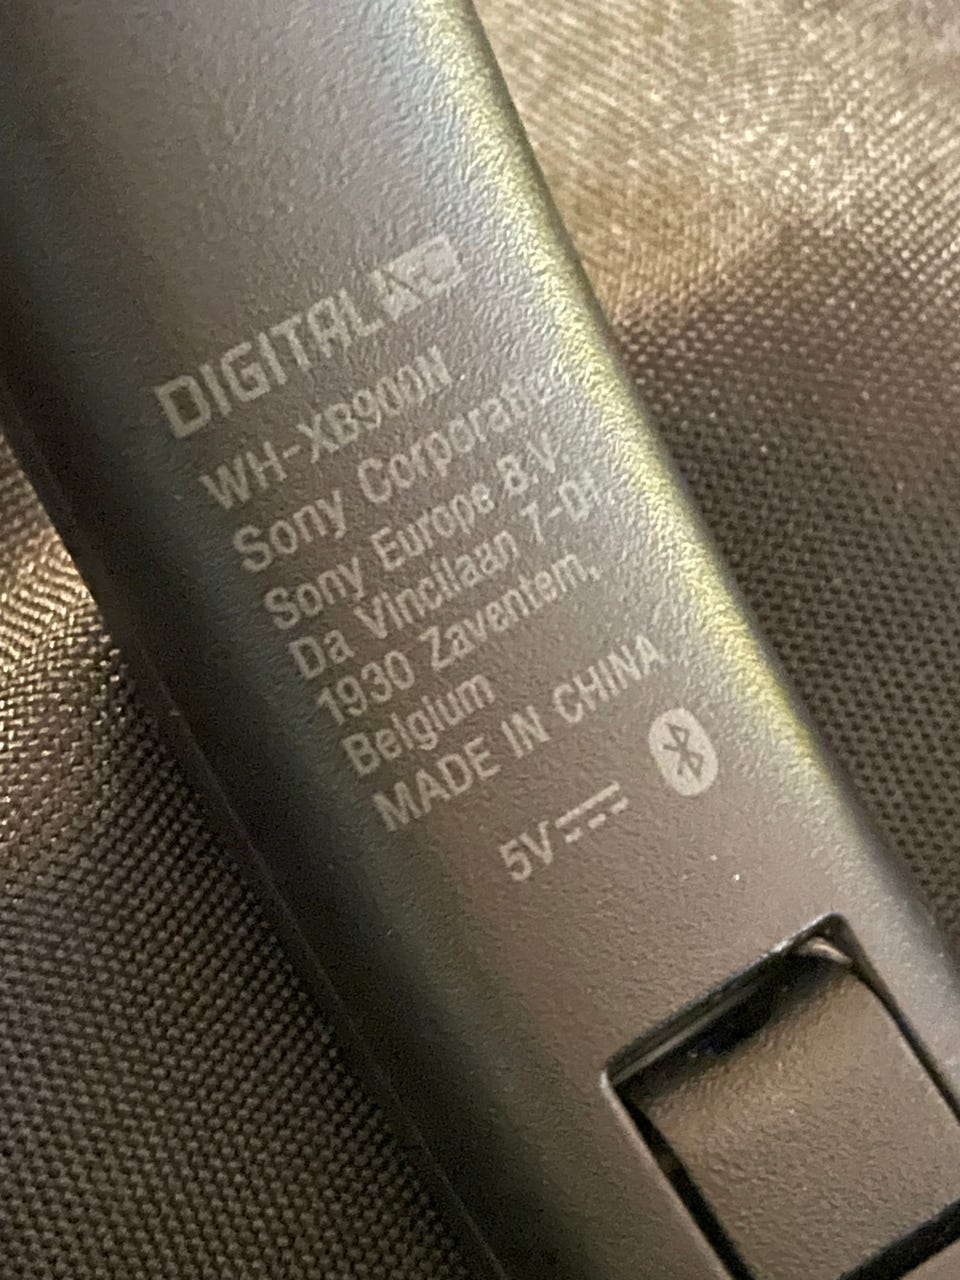 DIGITAL
WH-XB900N
Sony Corporation
Sony Europe B.V.
Da Vincilaan 7-D1,
1930 Zaventem,
Belgium
MADE IN CHINA
5V